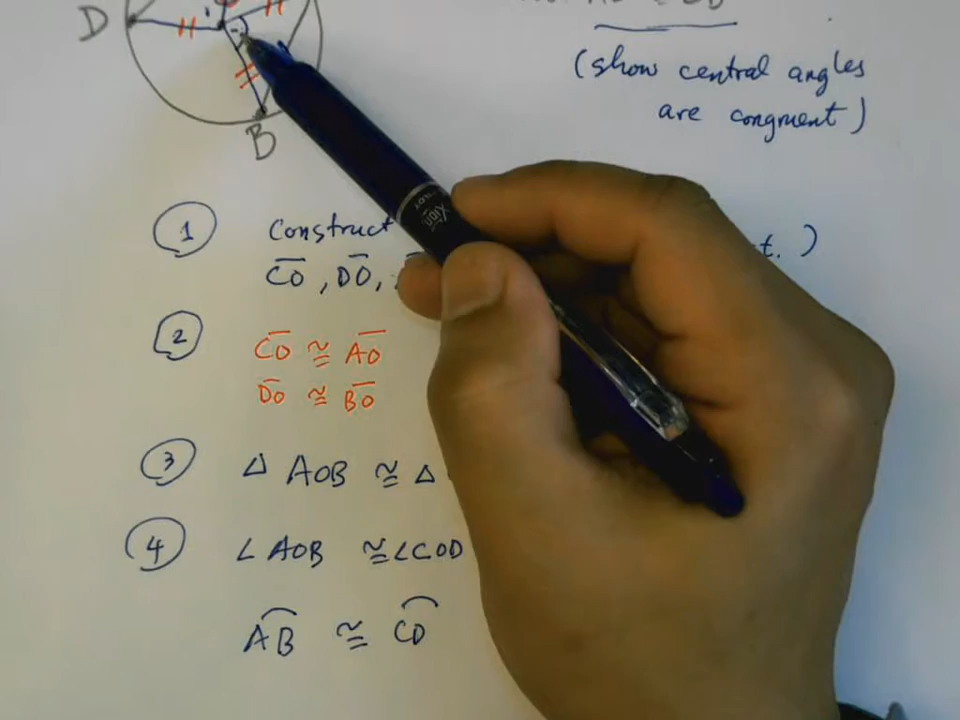 D
B
(show central angles
are congruent)
1 Construct t. )
CO , DO,
2 CO ≅ AO
DO ≅ BO
3 Δ AOB ≅ Δ
4 ∠AOB ≅ ∠COD
AB ≅ CD
PILOT